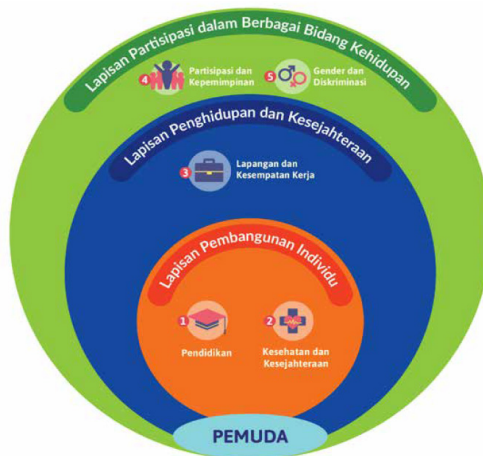 Lapisan Partisipasi dalam Berbagai Bidang Kehidupan
4
Partisipasi dan
Kepemimpinan
5
Gender dan
Diskriminasi
Lapisan Penghidupan dan Kesejahteraan
3
Lapangan dan
Kesempatan Kerja
Lapisan Pembangunan Individu
1
Pendidikan
2
Kesehatan dan
Kesejahteraan
PEMUDA